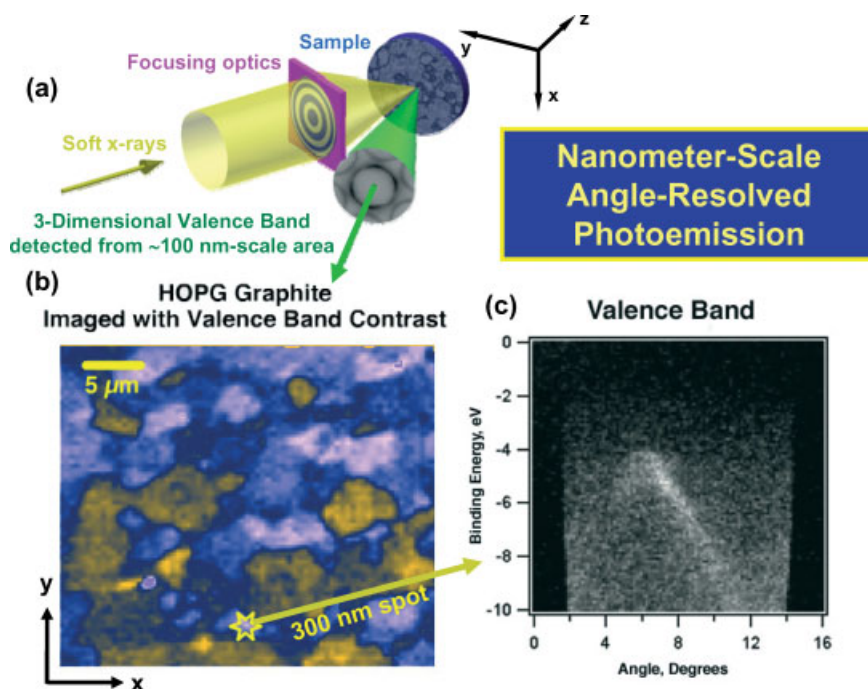 (a)
Sample
Focusing optics
Soft x-rays
3-Dimensional Valence Band
detected from ~100 nm-scale area
y
z
x
Nanometer-Scale
Angle-Resolved
Photoemission
(b)
HOPG Graphite
Imaged with Valence Band Contrast
5 μm
300 nm spot
y
x
(c)
Valence Band
Binding Energy, eV
0
-2
-4
-6
-8
-10
0
4
8
12
16
Angle, Degrees